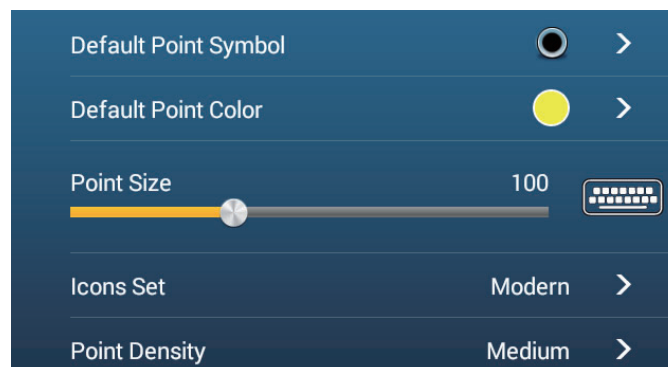 Default Point Symbol
Default Point Color
Point Size 100
Icons Set Modern
Point Density Medium